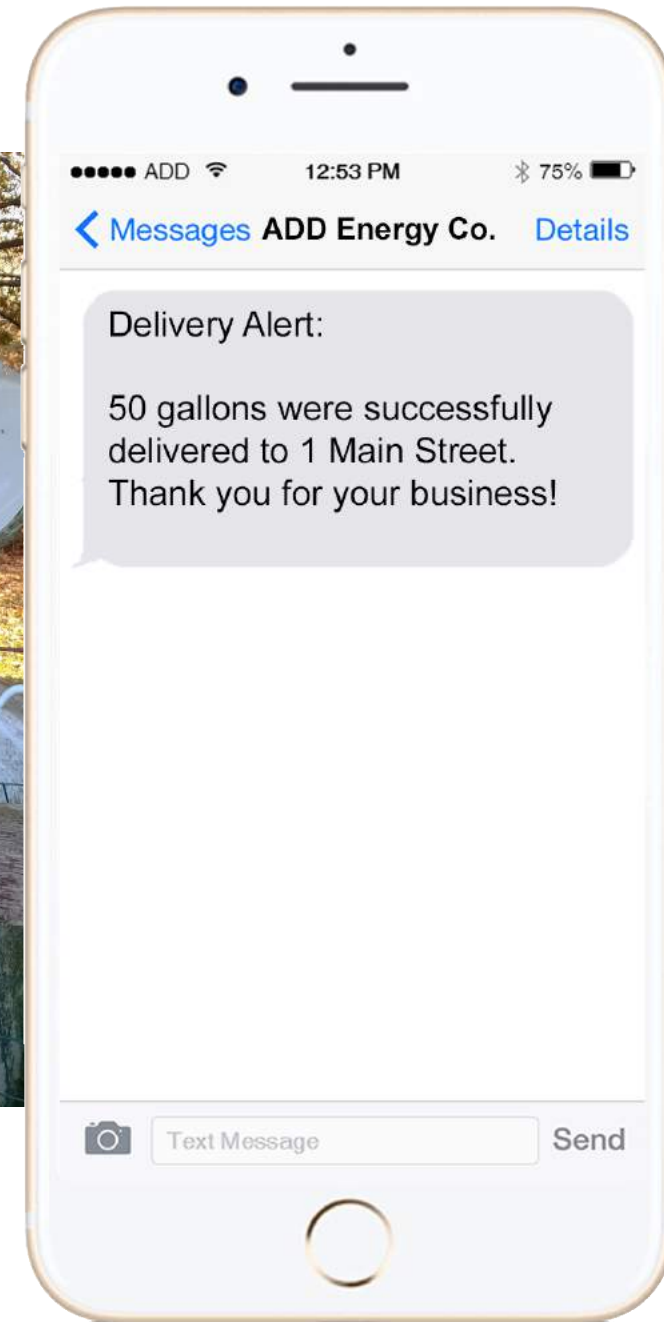 ADD 12:53 PM 75%
Messages ADD Energy Co. Details
Delivery Alert:
50 gallons were successfully
delivered to 1 Main Street.
Thank you for your business!
Text Message Send